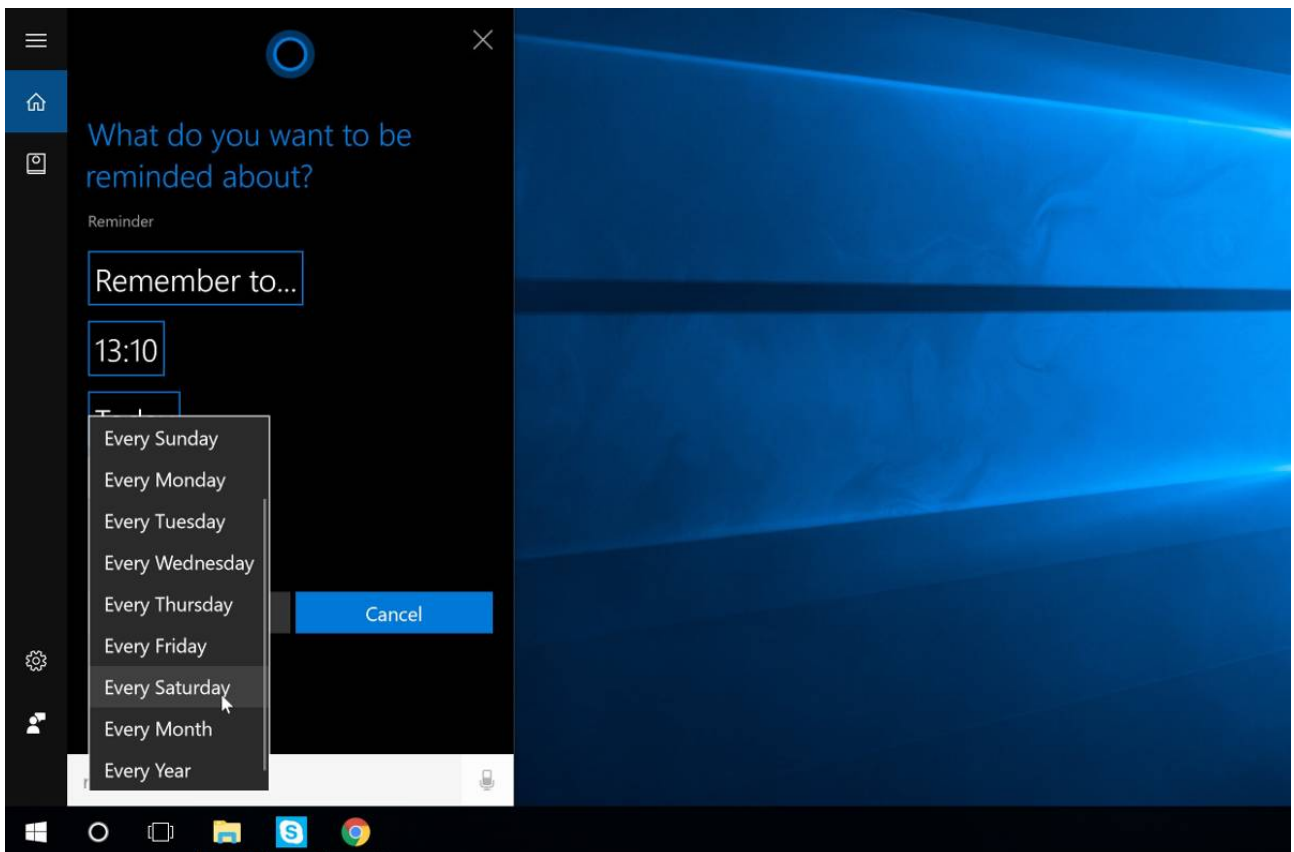 What do you want to be
reminded about?
Reminder
Remember to...
13:10
Every Sunday
Every Monday
Every Tuesday
Every Wednesday
Every Thursday
Cancel
Every Friday
Every Saturday
Every Month
Every Year